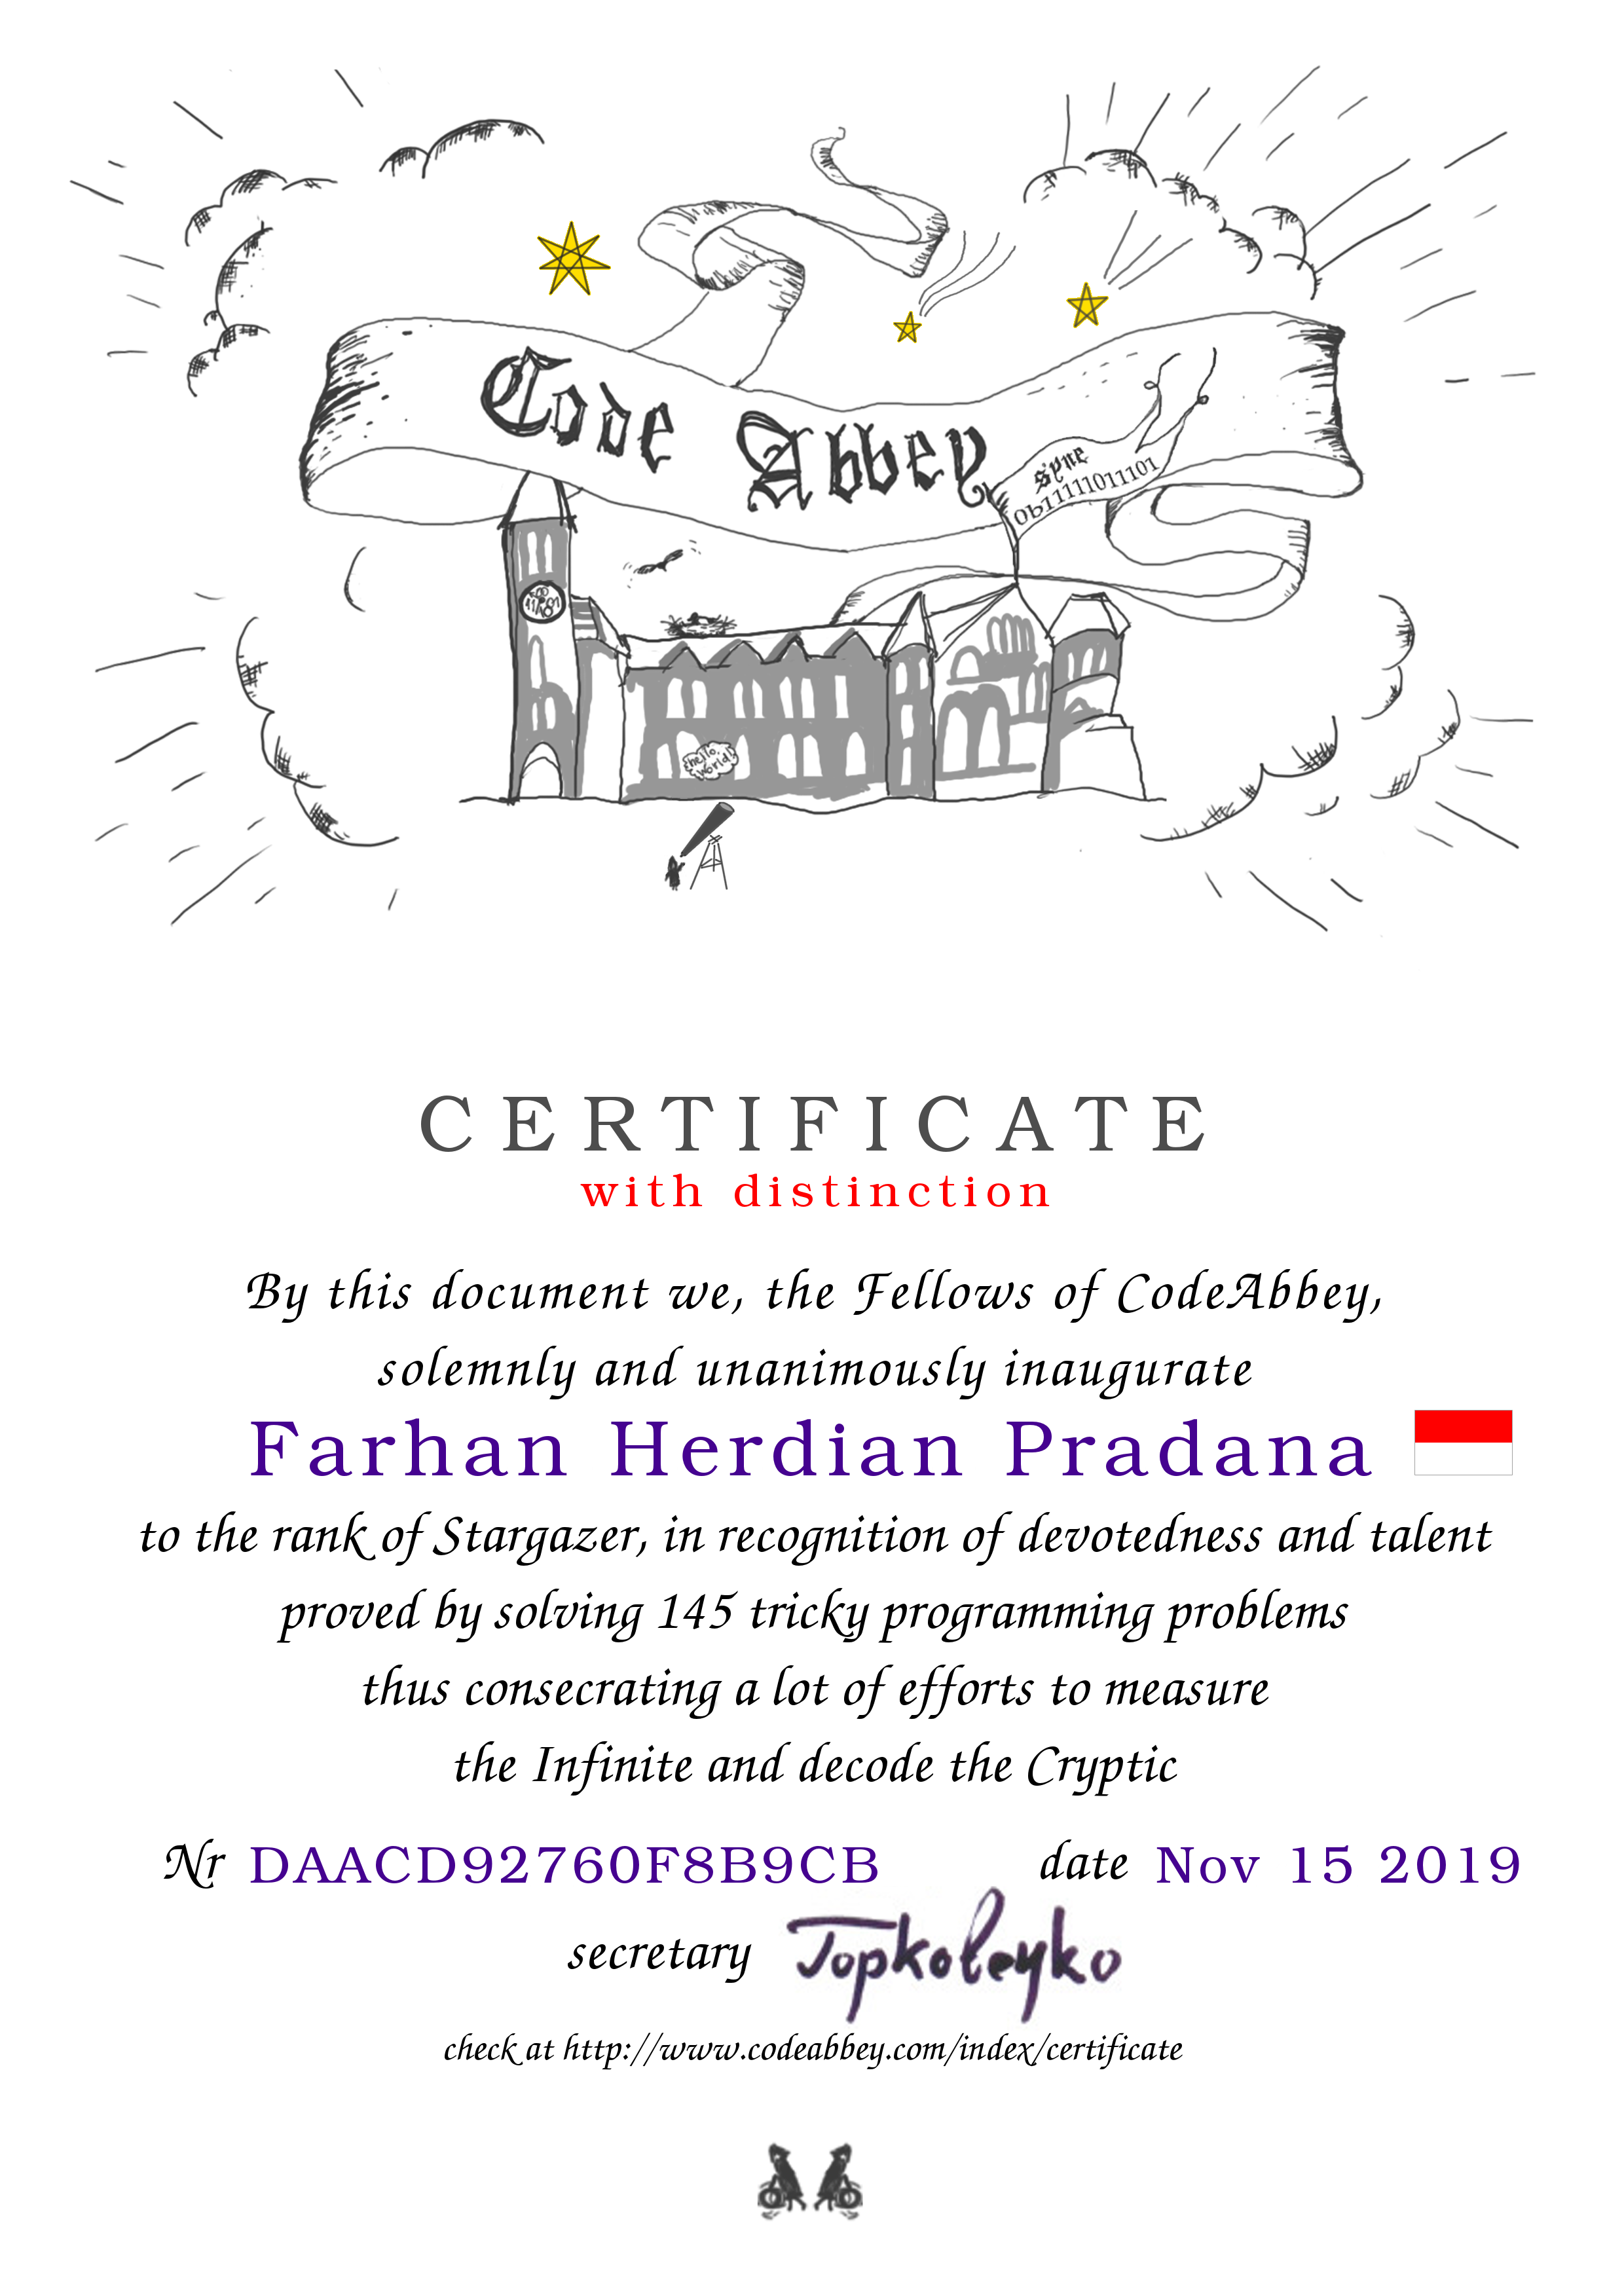 Code Abbey
syne
0b11111011101
hello,
world!
CERTIFICATE
with distinction
By this document we, the Fellows of CodeAbbey,
solemnly and unanimously inaugurate
Farhan Herdian Pradana
to the rank of Stargazer, in recognition of devotedness and talent
proved by solving 145 tricky programming problems
thus consecrating a lot of efforts to measure
the Infinite and decode the Cryptic
Nr DAACD92760F8B9CB date Nov 15 2019
secretary Topkoleyko
check at http://www.codeabbey.com/index/certificate